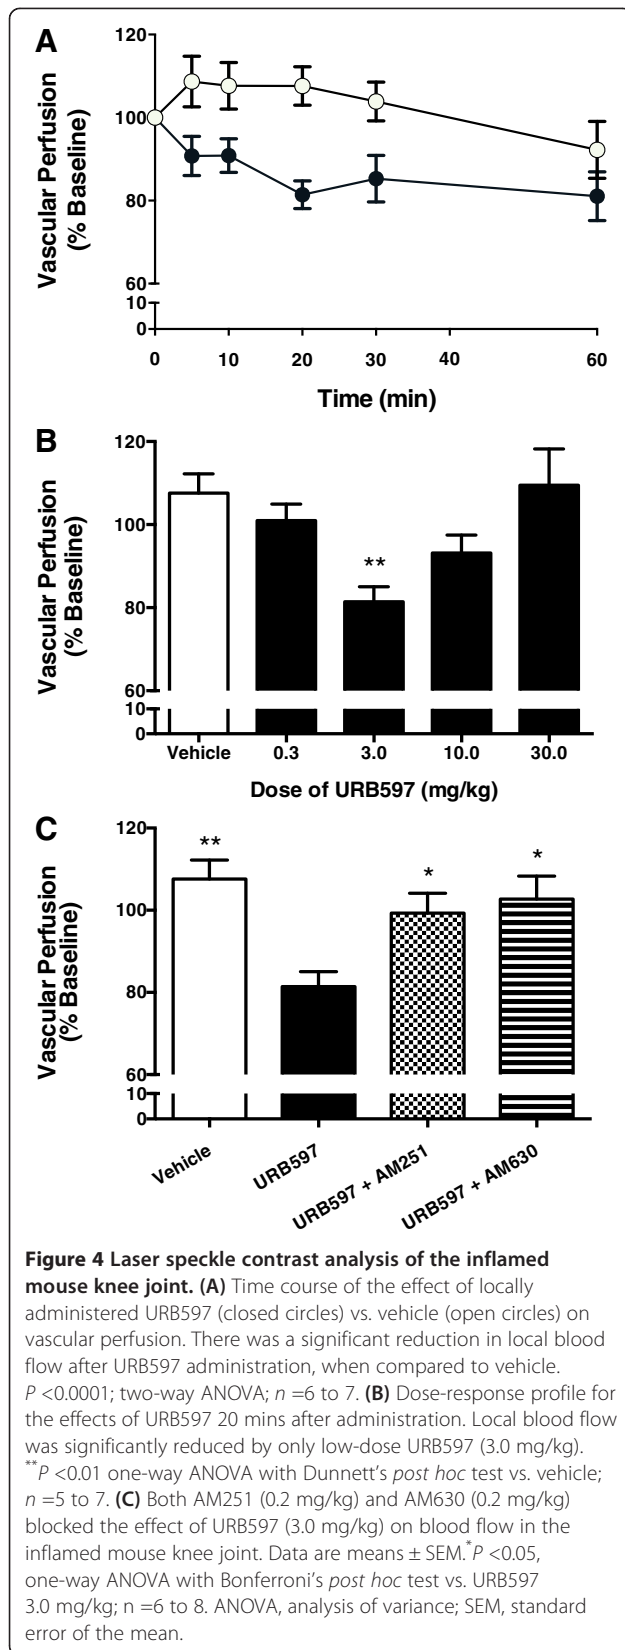 A
120
100
80
60
10
0
Vascular Perfusion
(% Baseline)
0 10 20 30 40 60
Time (min)
B
120
100
80
60
10
0
Vascular Perfusion
(% Baseline)
**
Vehicle 0.3 3.0 10.0 30.0
Dose of URB597 (mg/kg)
C
120
100
80
60
10
0
Vascular Perfusion
(% Baseline)
** * *
Vehicle
URB597
URB597 + AM251
URB597 + AM630
Figure 4 Laser speckle contrast analysis of the inflamed
mouse knee joint. (A) Time course of the effect of locally
administered URB597 (closed circles) vs. vehicle (open circles) on
vascular perfusion. There was a significant reduction in local blood
flow after URB597 administration, when compared to vehicle.
P <0.0001; two-way ANOVA; n =6 to 7. (B) Dose-response profile for
the effects of URB597 20 mins after administration. Local blood flow
was significantly reduced by only low-dose URB597 (3.0 mg/kg).
**P <0.01 one-way ANOVA with Dunnett's post hoc test vs. vehicle;
n =5 to 7. (C) Both AM251 (0.2 mg/kg) and AM630 (0.2 mg/kg)
blocked the effect of URB597 (3.0 mg/kg) on blood flow in the
inflamed mouse knee joint. Data are means ± SEM.*P <0.05,
one-way ANOVA with Bonferroni's post hoc test vs. URB597
3.0 mg/kg; n =6 to 8. ANOVA, analysis of variance; SEM, standard
error of the mean.